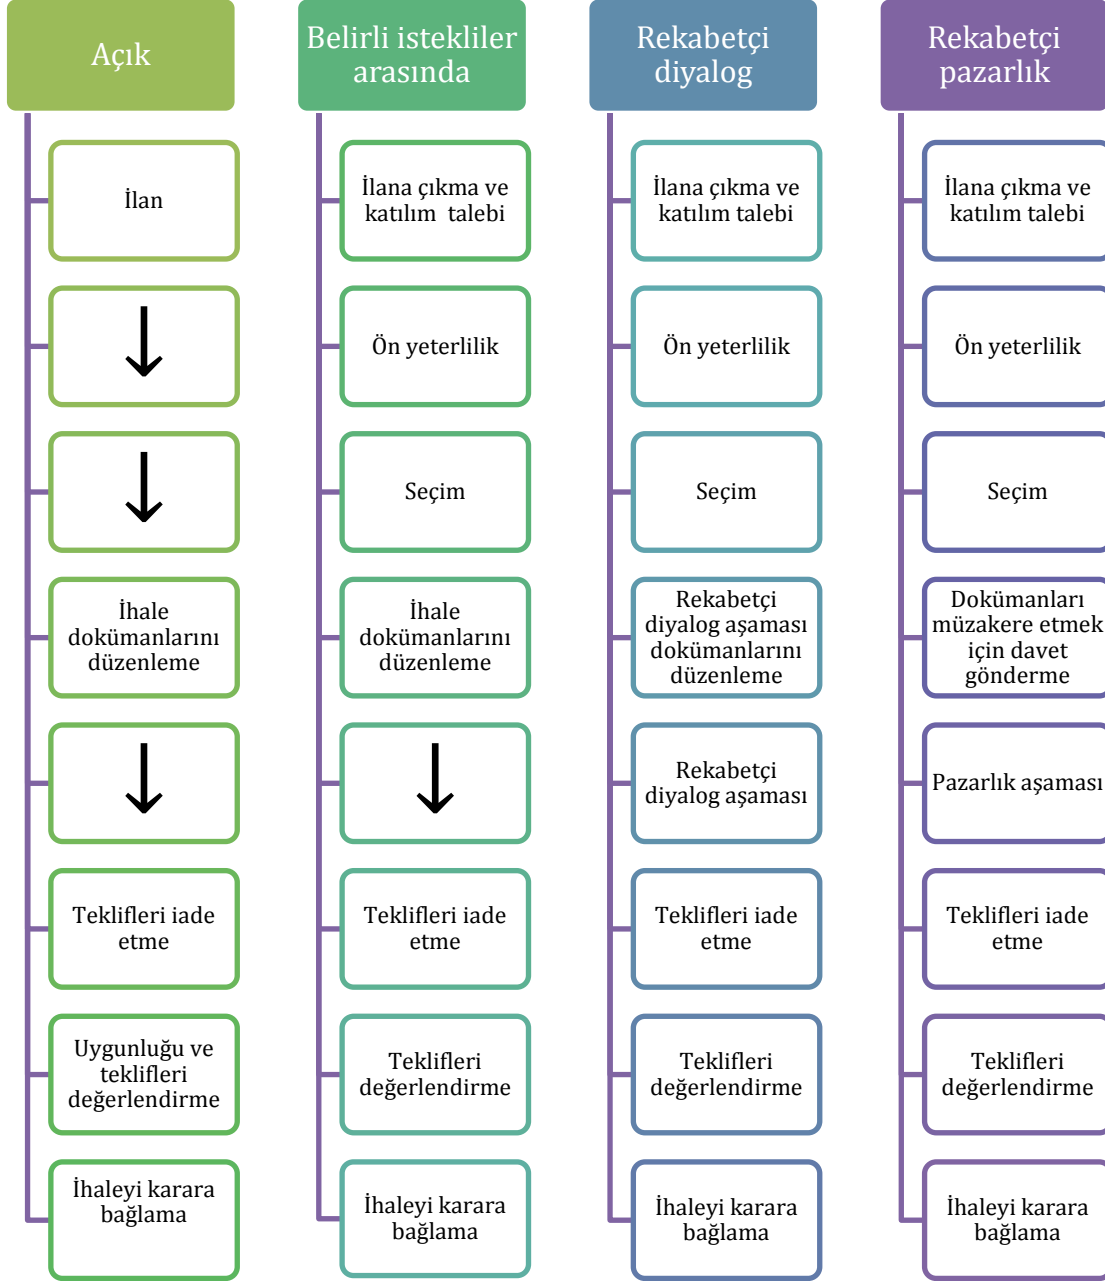 Açık
İlan
İhale
dokümanlarını
düzenleme
Teklifleri iade
etme
Uygunluğu ve
teklifleri
değerlendirme
İhaleyi karara
bağlama
Belirli istekliler
arasında
İlana çıkma ve
katılım talebi
Ön yeterlilik
Seçim
İhale
dokümanlarını
düzenleme
Teklifleri iade
etme
Teklifleri
değerlendirme
İhaleyi karara
bağlama
Rekabetçi
diyalog
İlana çıkma ve
katılım talebi
Ön yeterlilik
Seçim
Rekabetçi
diyalog aşaması
dokümanlarını
düzenleme
Rekabetçi
diyalog aşaması
Teklifleri iade
etme
Teklifleri
değerlendirme
İhaleyi karara
bağlama
Rekabetçi
pazarlık
İlana çıkma ve
katılım talebi
Ön yeterlilik
Seçim
Dokümanları
müzakere etmek
için davet
gönderme
Pazarlık aşaması
Teklifleri iade
etme
Teklifleri
değerlendirme
İhaleyi karara
bağlama